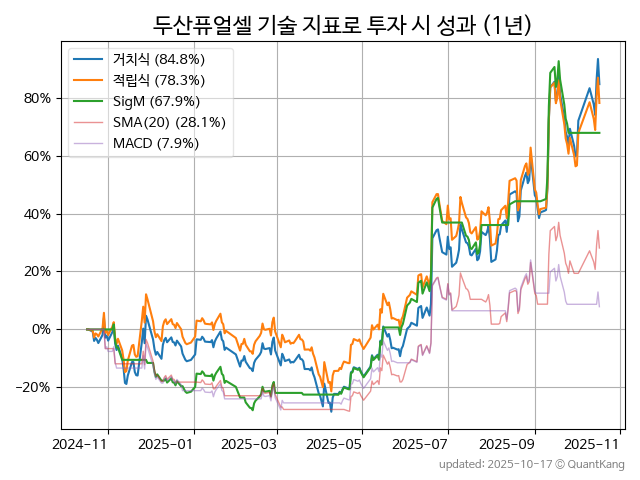 두산퓨얼셀 기술 지표로 투자 시 성과 (1년)
거치식 (84.8%)
적립식 (78.3%)
SigM (67.9%)
SMA(20) (28.1%)
MACD (7.9%)
80%
60%
40%
20%
0%
−20%
2024-11 2025-01 2025-03 2025-05 2025-07 2025-09 2025-11
updated: 2025-10-17 © QuantKang